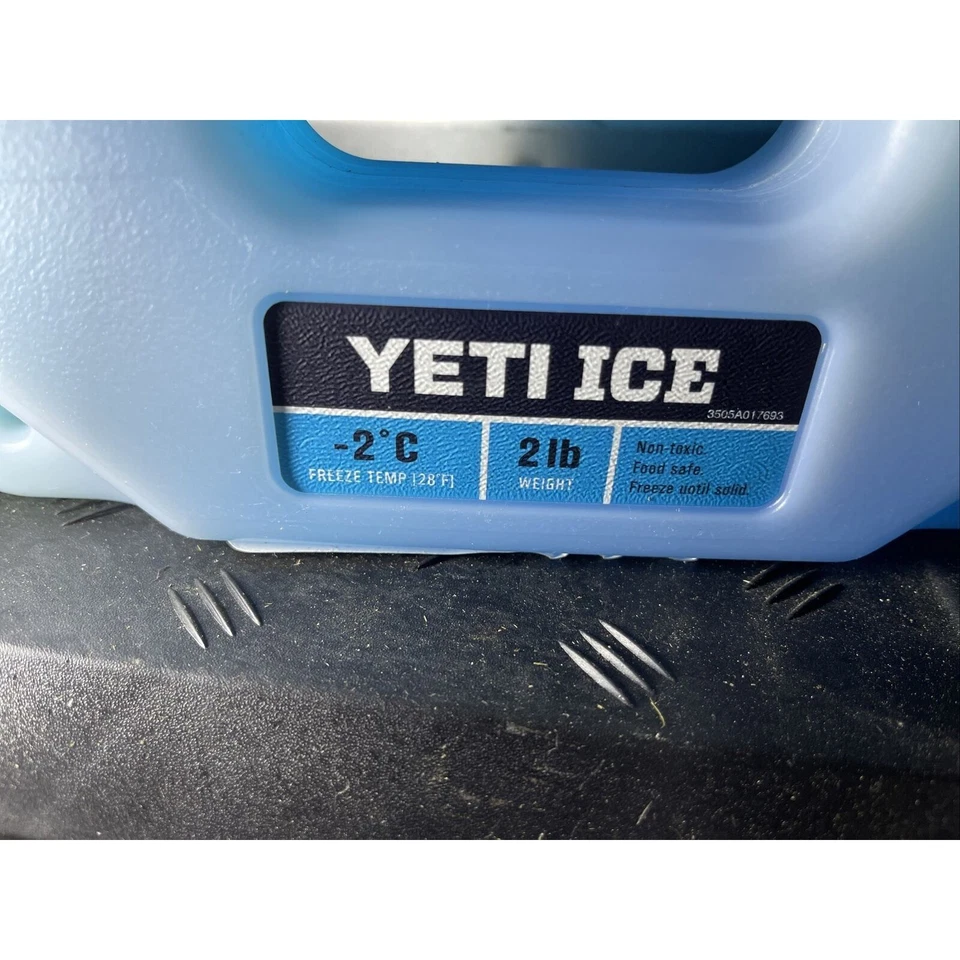 YETI ICE
3505A017693
-2°C
FREEZE TEMP [28°F]
2 lb
WEIGHT
Non-toxic.
Food safe.
Freeze until solid.